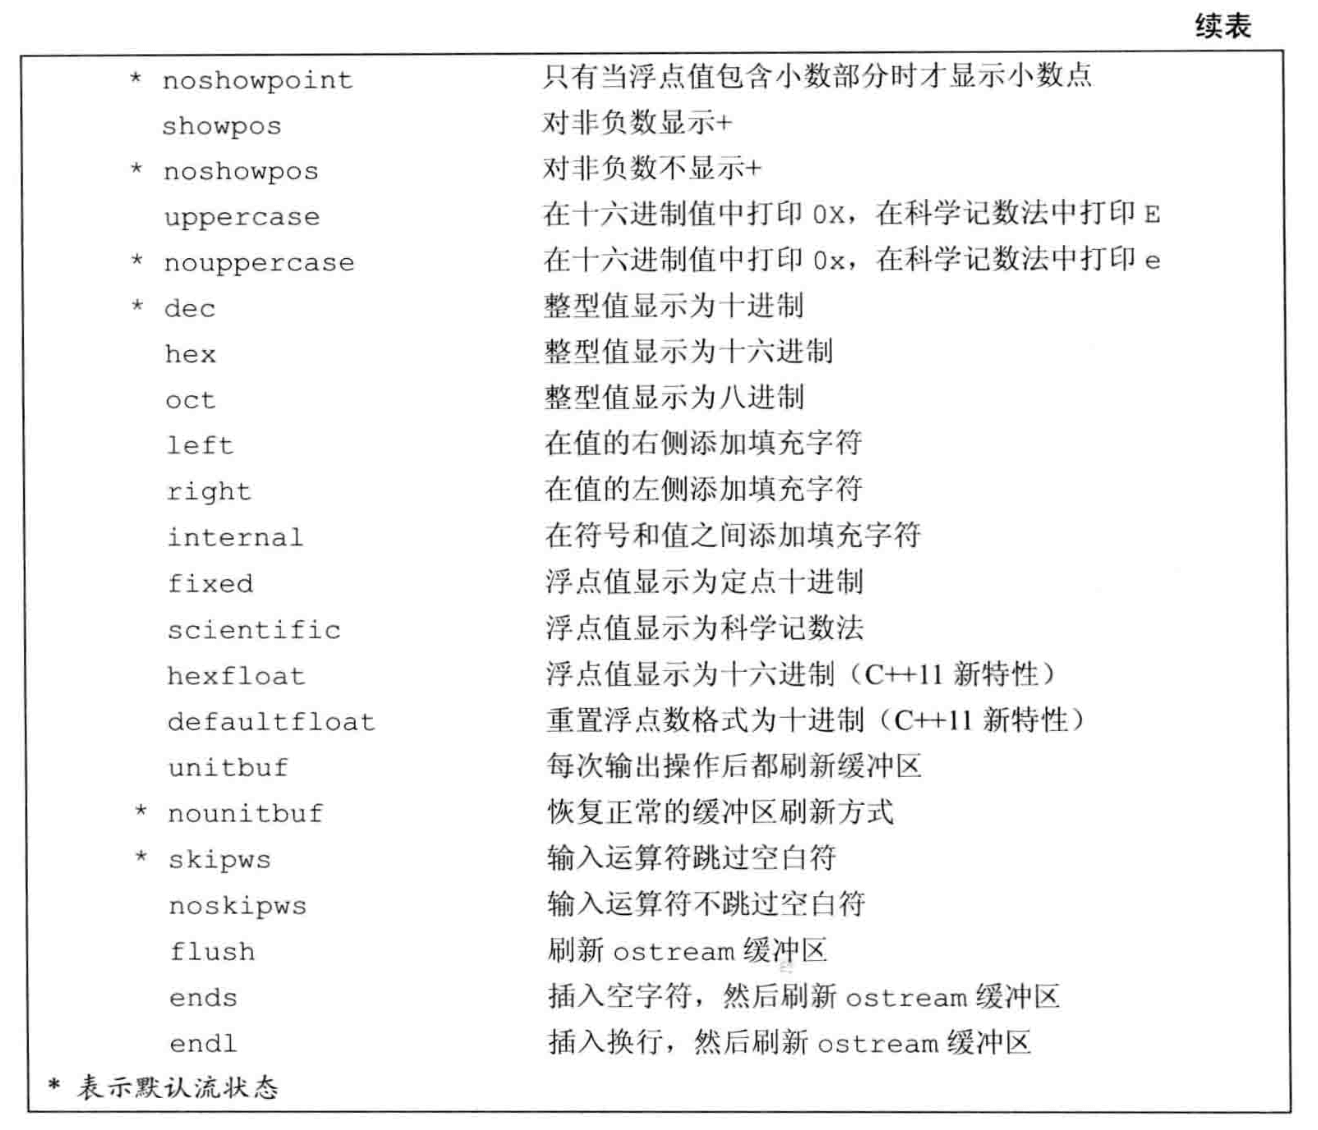 续表
* noshowpoint 只有当浮点值包含小数部分时才显示小数点
showpos 对非负数显示+
* noshowpos 对非负数不显示+
uppercase 在十六进制值中打印 0X，在科学记数法中打印 E
* nouppercase 在十六进制值中打印 0x，在科学记数法中打印 e
* dec 整型值显示为十进制
hex 整型值显示为十六进制
oct 整型值显示为八进制
left 在值的右侧添加填充字符
right 在值的左侧添加填充字符
internal 在符号和值之间添加填充字符
fixed 浮点值显示为定点十进制
scientific 浮点值显示为科学记数法
hexfloat 浮点值显示为十六进制（C++11 新特性）
defaultfloat 重置浮点数格式为十进制（C++11 新特性）
unitbuf 每次输出操作后都刷新缓冲区
* nounitbuf 恢复正常的缓冲区刷新方式
* skipws 输入运算符跳过空白符
noskipws 输入运算符不跳过空白符
flush 刷新 ostream 缓冲区
ends 插入空字符，然后刷新 ostream 缓冲区
endl 插入换行，然后刷新 ostream 缓冲区
* 表示默认流状态